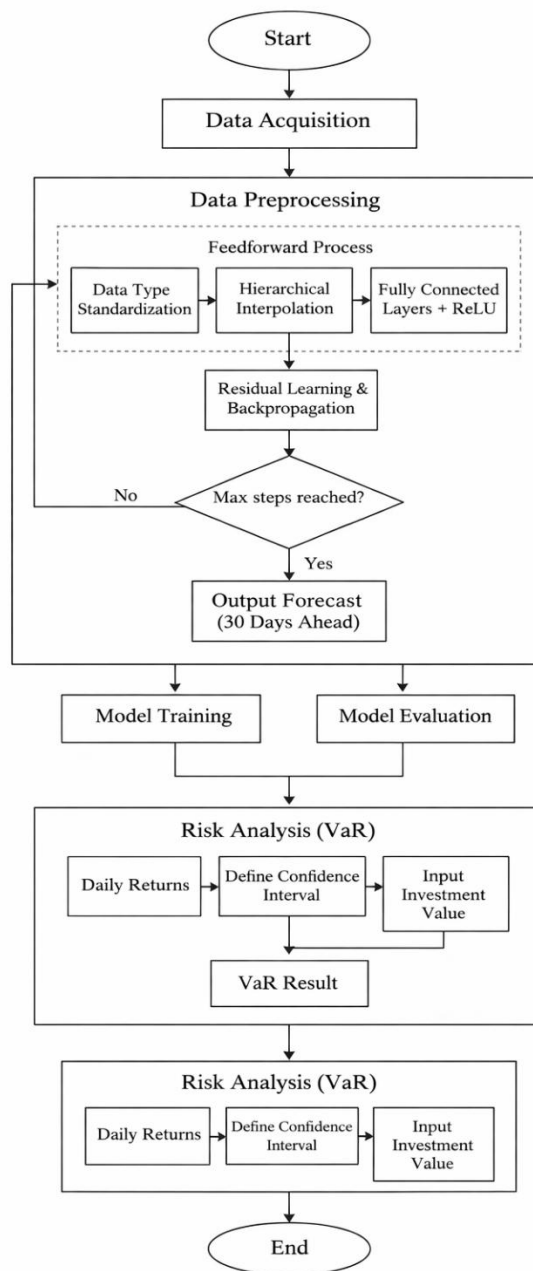 Start
Data Acquisition
Data Preprocessing
Feedforward Process
Data Type
Standardization
Hierarchical
Interpolation
Fully Connected
Layers + ReLU
Residual Learning &
Backpropagation
Max steps reached?
No
Yes
Output Forecast
(30 Days Ahead)
Model Training
Model Evaluation
Risk Analysis (VaR)
Daily Returns
Define Confidence
Interval
Input
Investment
Value
VaR Result
Risk Analysis (VaR)
Daily Returns
Define Confidence
Interval
Input
Investment
Value
End